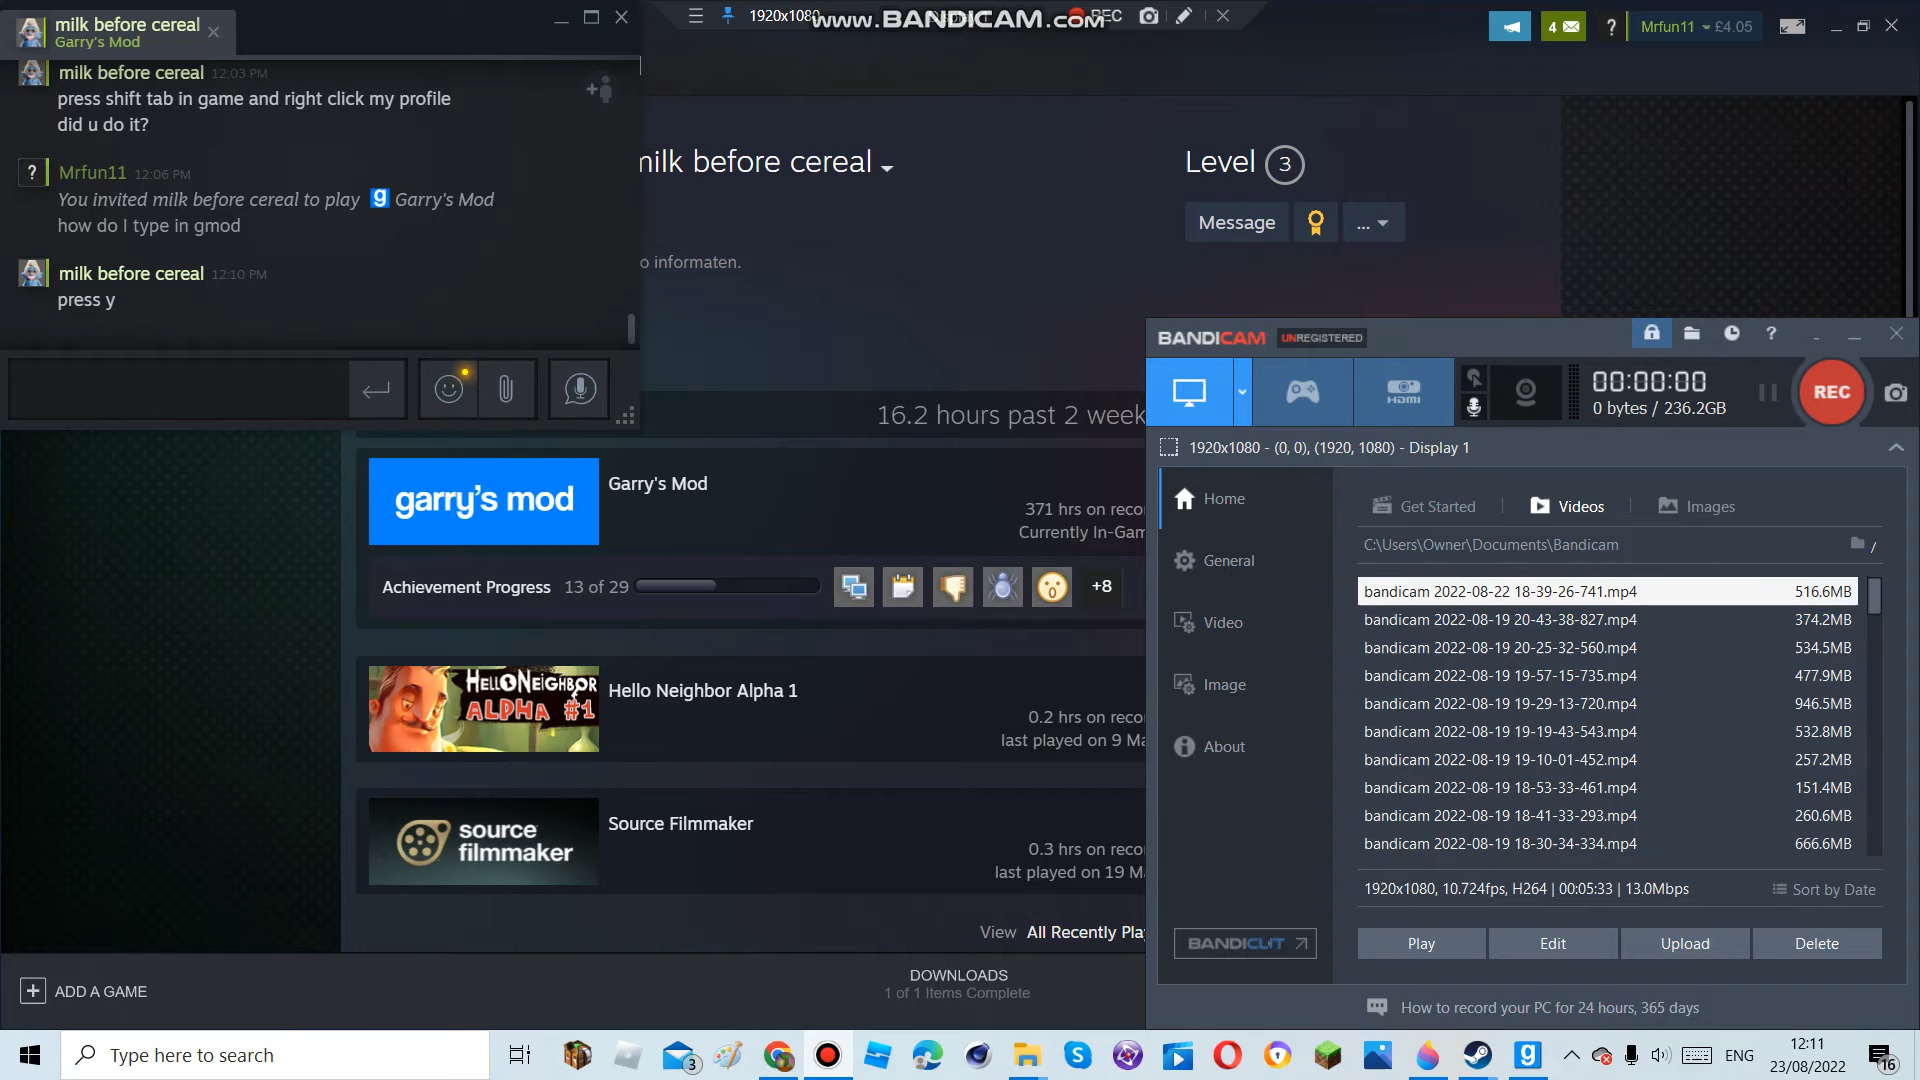 milk before cereal
Garry's Mod
milk before cereal 12:03 PM
press shift tab in game and right click my profile
did u do it?
? Mrfun11 12:06 PM
You invited milk before cereal to play g Garry's Mod
how do I type in gmod
milk before cereal 12:10 PM
press y
1920x1080
REC
www.BANDICAM.com
4
?
Mrfun11 £4.05
milk before cereal
Level 3
Message
...
o informaten.
16.2 hours past 2 week
garry's mod
Garry's Mod
371 hrs on reco
Currently In-Gam
Achievement Progress 13 of 29
+8
HELLO NEIGHBOR
ALPHA #1
Hello Neighbor Alpha 1
0.2 hrs on reco
last played on 9 Ma
source
filmmaker
Source Filmmaker
0.3 hrs on reco
last played on 19 M
View All Recently Pla
+ ADD A GAME
DOWNLOADS
1 of 1 Items Complete
BANDICAM UNREGISTERED
?
HDMI
00:00:00
0 bytes / 236.2GB
REC
1920x1080 - (0, 0), (1920, 1080) - Display 1
Home
General
Video
Image
About
BANDICUT
Get Started
Videos
Images
C:\Users\Owner\Documents\Bandicam
/
bandicam 2022-08-22 18-39-26-741.mp4 516.6MB
bandicam 2022-08-19 20-43-38-827.mp4 374.2MB
bandicam 2022-08-19 20-25-32-560.mp4 534.5MB
bandicam 2022-08-19 19-57-15-735.mp4 477.9MB
bandicam 2022-08-19 19-29-13-720.mp4 946.5MB
bandicam 2022-08-19 19-19-43-543.mp4 532.8MB
bandicam 2022-08-19 19-10-01-452.mp4 257.2MB
bandicam 2022-08-19 18-53-33-461.mp4 151.4MB
bandicam 2022-08-19 18-41-33-293.mp4 260.6MB
bandicam 2022-08-19 18-30-34-334.mp4 666.6MB
1920x1080, 10.724fps, H264 | 00:05:33 | 13.0Mbps
Sort by Date
Play
Edit
Upload
Delete
How to record your PC for 24 hours, 365 days
Type here to search
3
g
ENG
12:11
23/08/2022
16